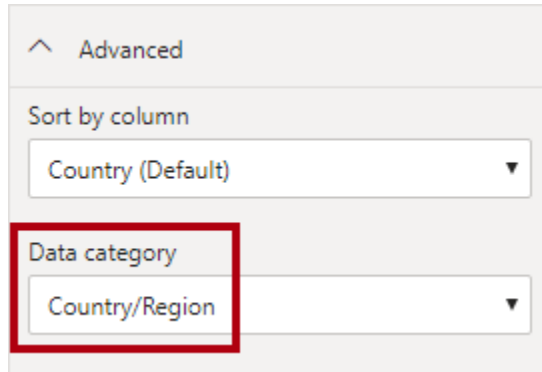 Advanced
Sort by column
Country (Default)
Data category
Country/Region